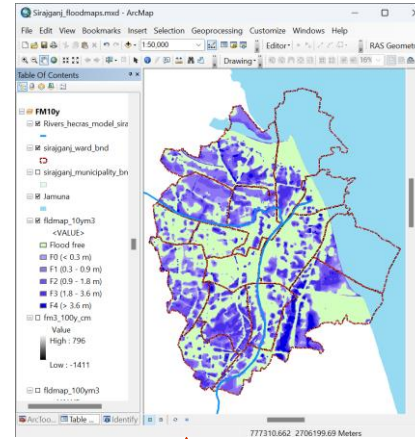 Sirajganj_floodmaps.mxd - ArcMap
File Edit View Bookmarks Insert Selection Geoprocessing Customize Windows Help
1:50,000 Editor RAS Geomet
Drawing
Table Of Contents
FM10y
Rivers_hecras_model_sira
sirajganj_ward_bnd
sirajganj_municipality_bn
Jamuna
fldmap_10ym3
<VALUE>
Flood free
F0 (< 0.3 m)
F1 (0.3 - 0.9 m)
F2 (0.9 - 1.8 m)
F3 (1.8 - 3.6 m)
F4 (> 3.6 m)
fm3_100y_cm
Value
High : 796
Low : -1411
fldmap_100ym3
<VALUE>
ArcToo... Table ... Identify
777310.662 2706199.69 Meters